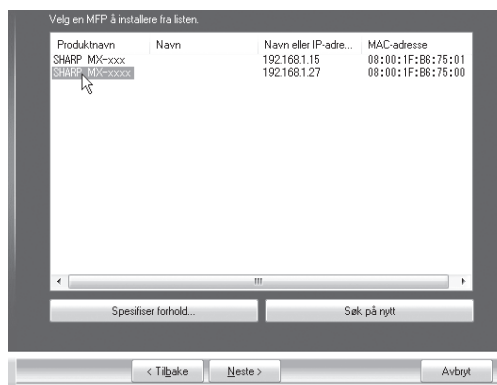 Velg en MFP å installere fra listen.
Produktnavn Navn Navn eller IP-adre... MAC-adresse
SHARP MX-xxx 192.168.1.15 08:00:1F:B6:75:01
SHARP MX-xxxx 192.168.1.27 08:00:1F:B6:75:00
Spesifiser forhold... Søk på nytt
< Tilbake Neste > Avbryt